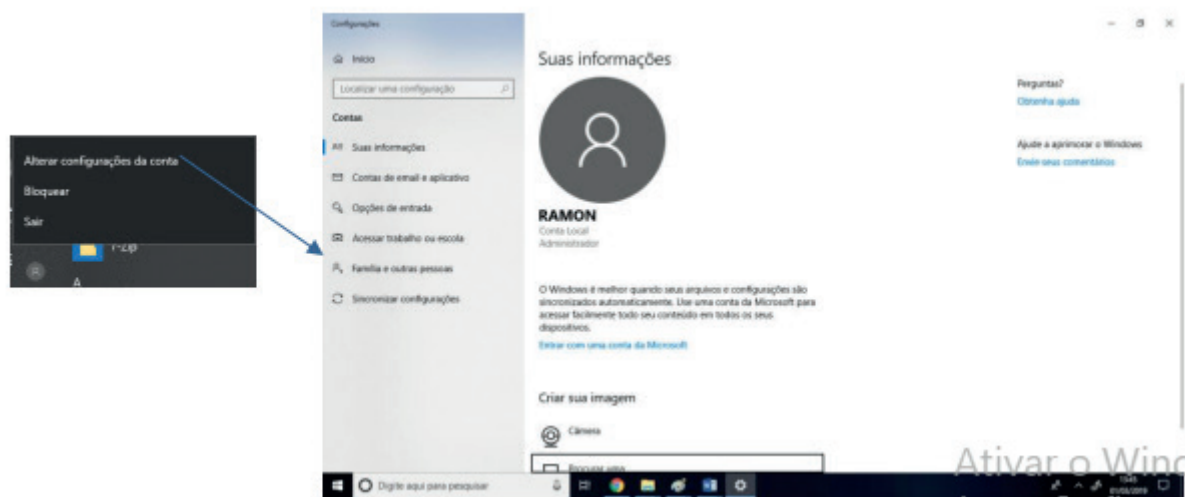 Alterar configurações da conta
Bloquear
Sair
7-Zip
A
Configurações
Início
Localizar uma configuração
Contas
Suas informações
Contas de email e aplicativo
Opções de entrada
Acessar trabalho ou escola
Família e outras pessoas
Sincronizar configurações
Suas informações
RAMON
Conta Local
Administrador
O Windows é melhor quando seus arquivos e configurações são
sincronizados automaticamente. Use uma conta da Microsoft para
acessar facilmente todo seu conteúdo em todos os seus
dispositivos.
Entrar com uma conta da Microsoft
Criar sua imagem
Câmera
Procurar uma
Perguntas?
Obtenha ajuda
Ajude a aprimorar o Windows
Envie seus comentários
Ativar o Wind
Digite aqui para pesquisar